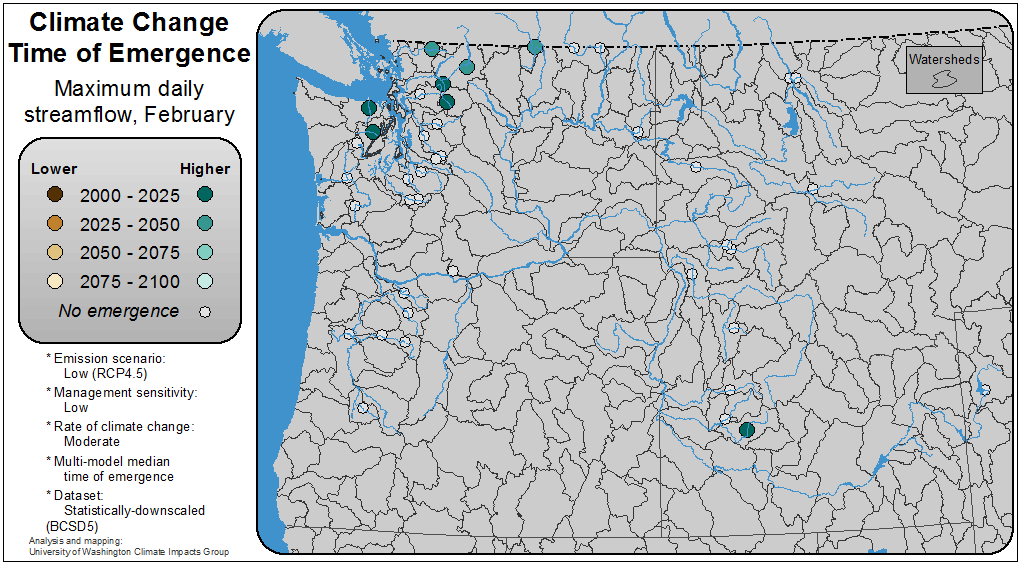 Climate Change
Time of Emergence
Maximum daily
streamflow, February
Lower Higher
2000 - 2025
2025 - 2050
2050 - 2075
2075 - 2100
No emergence
* Emission scenario:
Low (RCP4.5)
* Management sensitivity:
Low
* Rate of climate change:
Moderate
* Multi-model median
time of emergence
* Dataset:
Statistically-downscaled
(BCSD5)
Analysis and mapping:
University of Washington Climate Impacts Group
Watersheds